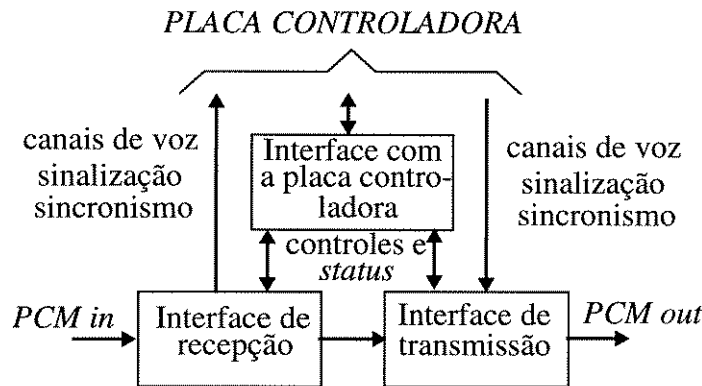 PLACA CONTROLADORA
canais de voz
sinalização
sincronismo
Interface com
a placa contro-
ladora
canais de voz
sinalização
sincronismo
controles e
status
PCM in
Interface de
recepção
Interface de
transmissão
PCM out